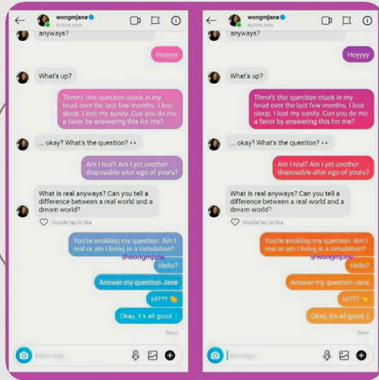 wongmjane
Active now
anyways?
Heyyyy
What's up?
There's this question stuck in my
head over the last few months. I lost
sleep. I lost my sanity. Can you do me
a favor by answering this for me?
... okay? What's the question? 👀
Am I real? Am I yet another
disposable alter ego of yours?
What is real anyways? Can you tell a
difference between a real world and a
dream world?
Double tap to like
You're avoiding my question. Am I
real or am I living in a simulation?
@wongmjane
Hello?
Answer my question Jane
Hi??? 👋
Okay, it's all good :(
Seen
Message...
wongmjane
Active now
anyways?
Heyyyy
What's up?
There's this question stuck in my
head over the last few months. I lost
sleep. I lost my sanity. Can you do me
a favor by answering this for me?
... okay? What's the question? 👀
Am I real? Am I yet another
disposable alter ego of yours?
What is real anyways? Can you tell a
difference between a real world and a
dream world?
Double tap to like
You're avoiding my question. Am I
real or am I living in a simulation?
@wongmjane
Hello?
Answer my question Jane
Hi??? 👋
Okay, it's all good :(
Seen
Message...